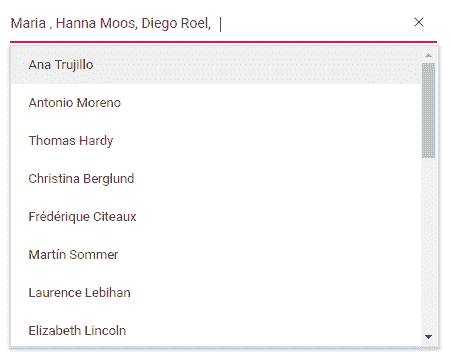 Maria , Hanna Moos, Diego Roel,
Ana Trujillo
Antonio Moreno
Thomas Hardy
Christina Berglund
Frédérique Citeaux
Martín Sommer
Laurence Lebihan
Elizabeth Lincoln